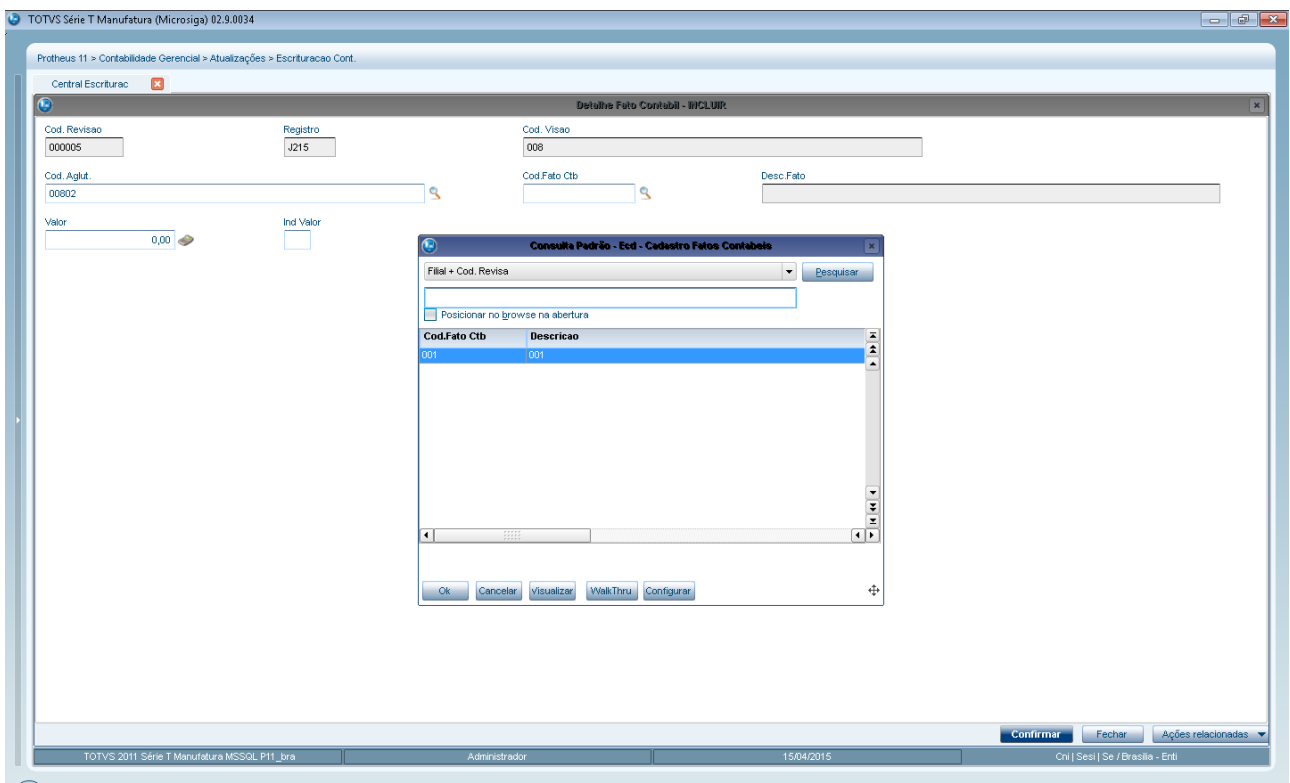 TOTVS Série T Manufatura (Microsiga) 02.9.0034
Protheus 11 > Contabilidade Gerencial > Atualizações > Escrituracao Cont.
Central Escriturac
Detalhe Fato Contabil - INCLUIR
Cod. Revisao Registro Cod. Visao
000005 J215 008
Cod. Aglut. Cod.Fato Ctb Desc.Fato
00802
Valor Ind Valor
0,00
Consulta Padrão - Ecd - Cadastro Fatos Contabeis
Filial + Cod. Revisa Pesquisar
Posicionar no browse na abertura
Cod.Fato Ctb Descricao
001 001
Ok Cancelar Visualizar WalkThru Configurar
Confirmar Fechar Ações relacionadas
TOTVS 2011 Série T Manufatura MSSQL P11_bra Administrador 15/04/2015 Cni | Sesi | Se / Brasilia - Enti